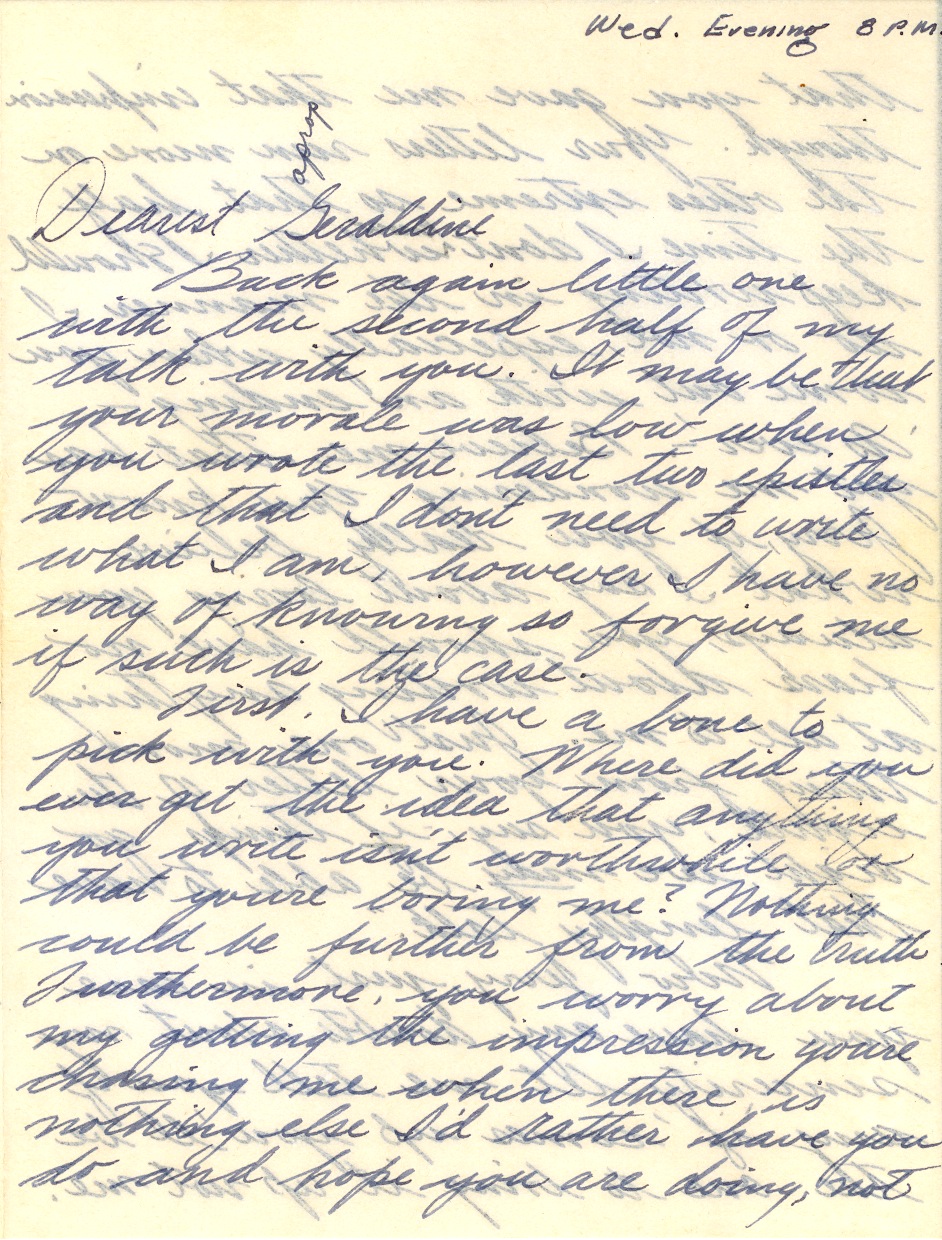 Wed. Evening 8 P.M.
Dearest Geraldine
Back again little one
with the second half of my
talk with you. It may be that
your morale was low when
you wrote the last two epistles
and that I don't need to write
what I am, however I have no
way of knowing so forgive me
if such is the case.
First, I have a bone to
pick with you. Where did you
ever get the idea that anything
you write isn't worthwhile or
that you're boring me? Nothing
could be further from the truth
Furthermore, you worry about
my getting the impression you're
chasing me when there is
nothing else I'd rather have you
do and hope you are doing, not